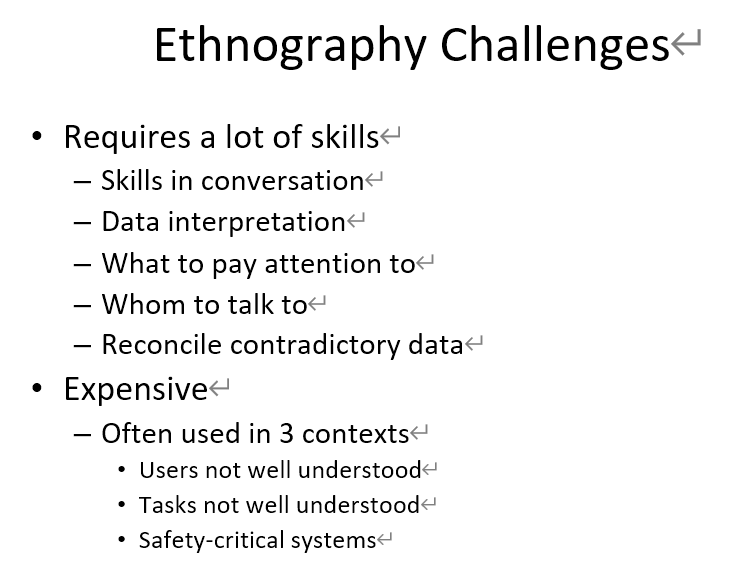 Ethnography Challenges
• Requires a lot of skills
– Skills in conversation
– Data interpretation
– What to pay attention to
– Whom to talk to
– Reconcile contradictory data
• Expensive
– Often used in 3 contexts
• Users not well understood
• Tasks not well understood
• Safety-critical systems